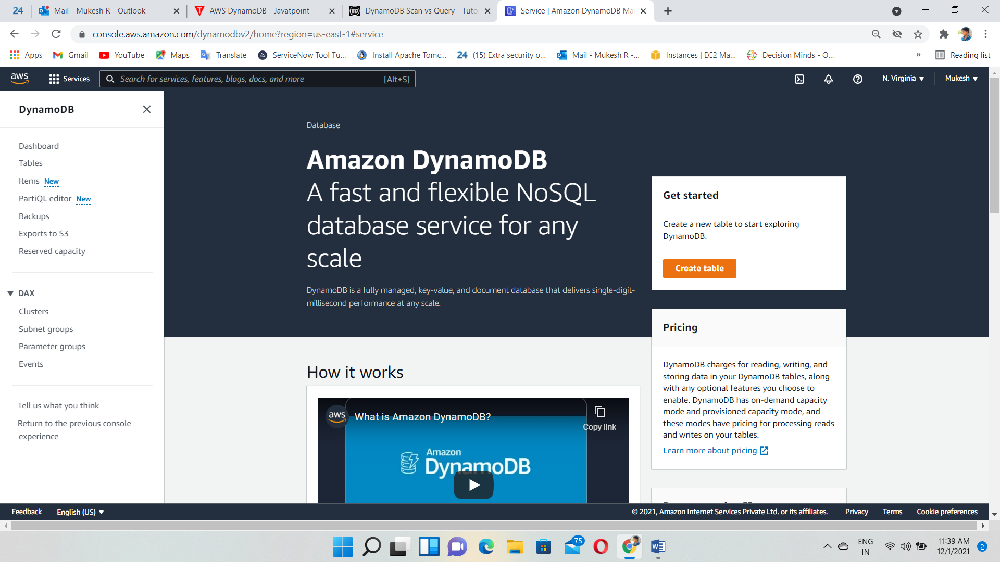 24
Mail - Mukesh R - Outlook
AWS DynamoDB - Javatpoint
DynamoDB Scan vs Query - Tuto
Service | Amazon DynamoDB Ma
console.aws.amazon.com/dynamodbv2/home?region=us-east-1#service
Apps
Gmail
YouTube
Maps
Translate
ServiceNow Tool Tu...
Install Apache Tomc...
24 (15) Extra security o...
Mail - Mukesh R -...
Instances | EC2 Ma...
Decision Minds - O...
»
Reading list
aws
Services
Search for services, features, blogs, docs, and more
[Alt+S]
N. Virginia
Mukesh
DynamoDB
Dashboard
Tables
Items New
PartiQL editor New
Backups
Exports to S3
Reserved capacity
DAX
Clusters
Subnet groups
Parameter groups
Events
Tell us what you think
Return to the previous console
experience
Database
Amazon DynamoDB
A fast and flexible NoSQL
database service for any
scale
DynamoDB is a fully managed, key-value, and document database that delivers single-digit-
millisecond performance at any scale.
Get started
Create a new table to start exploring
DynamoDB.
Create table
Pricing
DynamoDB charges for reading, writing, and
storing data in your DynamoDB tables, along
with any optional features you choose to
enable. DynamoDB has on-demand capacity
mode and provisioned capacity mode, and
these modes have pricing for processing reads
and writes on your tables.
Learn more about pricing
How it works
aws
What is Amazon DynamoDB?
Copy link
Amazon
DynamoDB
Feedback
English (US)
© 2021, Amazon Internet Services Private Ltd. or its affiliates.
Privacy
Terms
Cookie preferences
75
ENG
IN
11:39 AM
12/1/2021
2